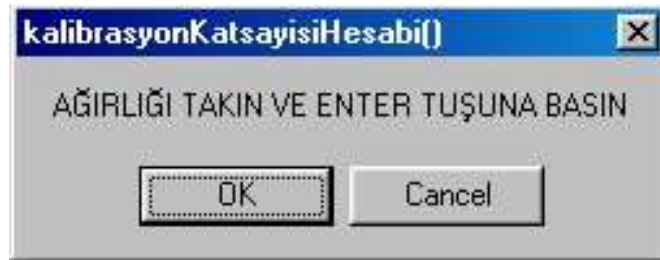 kalibrasyonKatsayisiHesabi()
AĞIRLIĞI TAKIN VE ENTER TUŞUNA BASIN
OK
Cancel